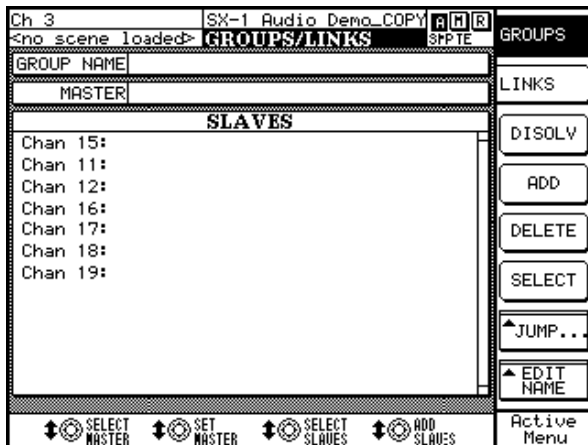 Ch 3 SX-1 Audio Demo_COPY A M R
<no scene loaded> GROUPS/LINKS SMPTE
GROUP NAME
MASTER
SLAVES
Chan 15:
Chan 11:
Chan 12:
Chan 16:
Chan 17:
Chan 18:
Chan 19:
SELECT MASTER SET MASTER SELECT SLAVES ADD SLAVES
GROUPS
LINKS
DISOLV
ADD
DELETE
SELECT
JUMP...
EDIT
NAME
Active
Menu